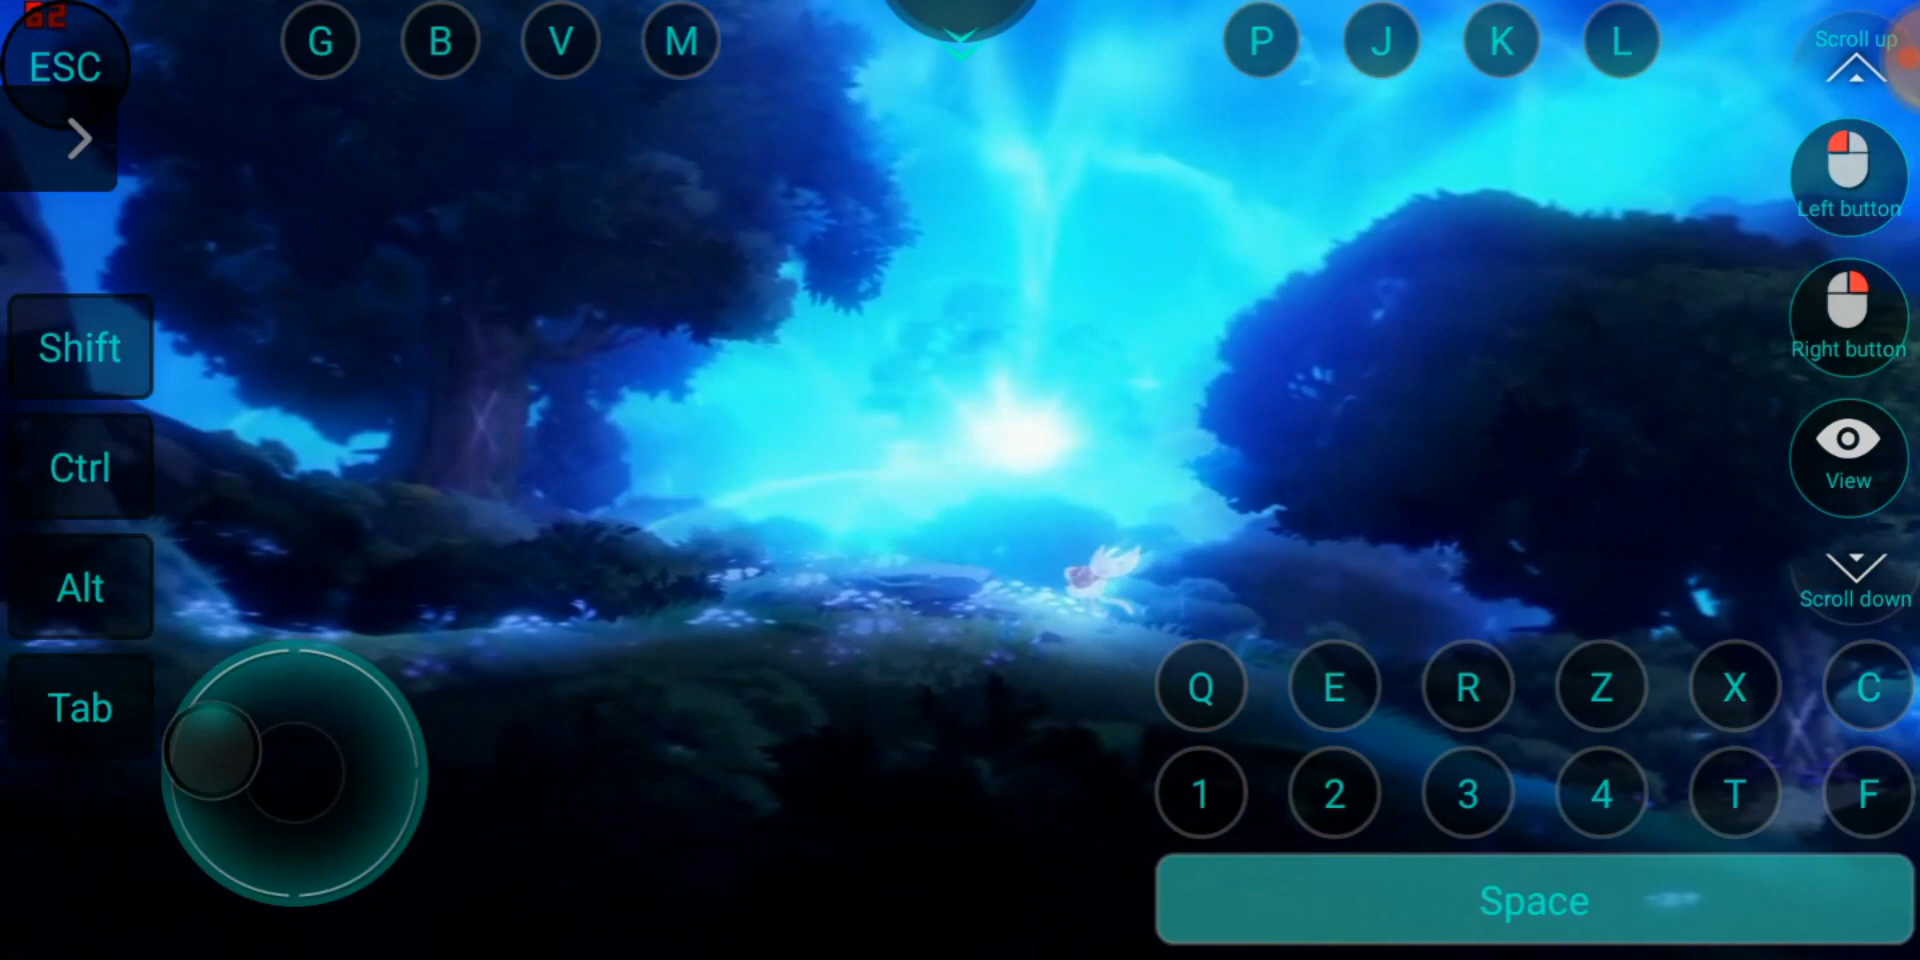 62
ESC
G B V M
P J K L
Scroll up
Left button
Shift
Right button
Ctrl
View
Alt
Scroll down
Tab
Q E R Z X C
1 2 3 4 T F
Space